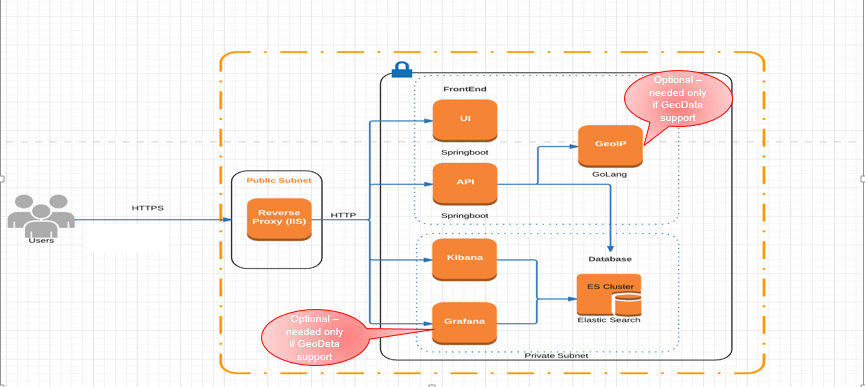 Optional –
needed only
if GeoData
support
FrontEnd
UI
Springboot
GeoIP
GoLang
API
Springboot
Public Subnet
Reverse
Proxy (IIS)
HTTPS
HTTP
Users
Kibana
Database
ES Cluster
Elastic Search
Grafana
Optional –
needed only
if GeoData
support
Private Subnet